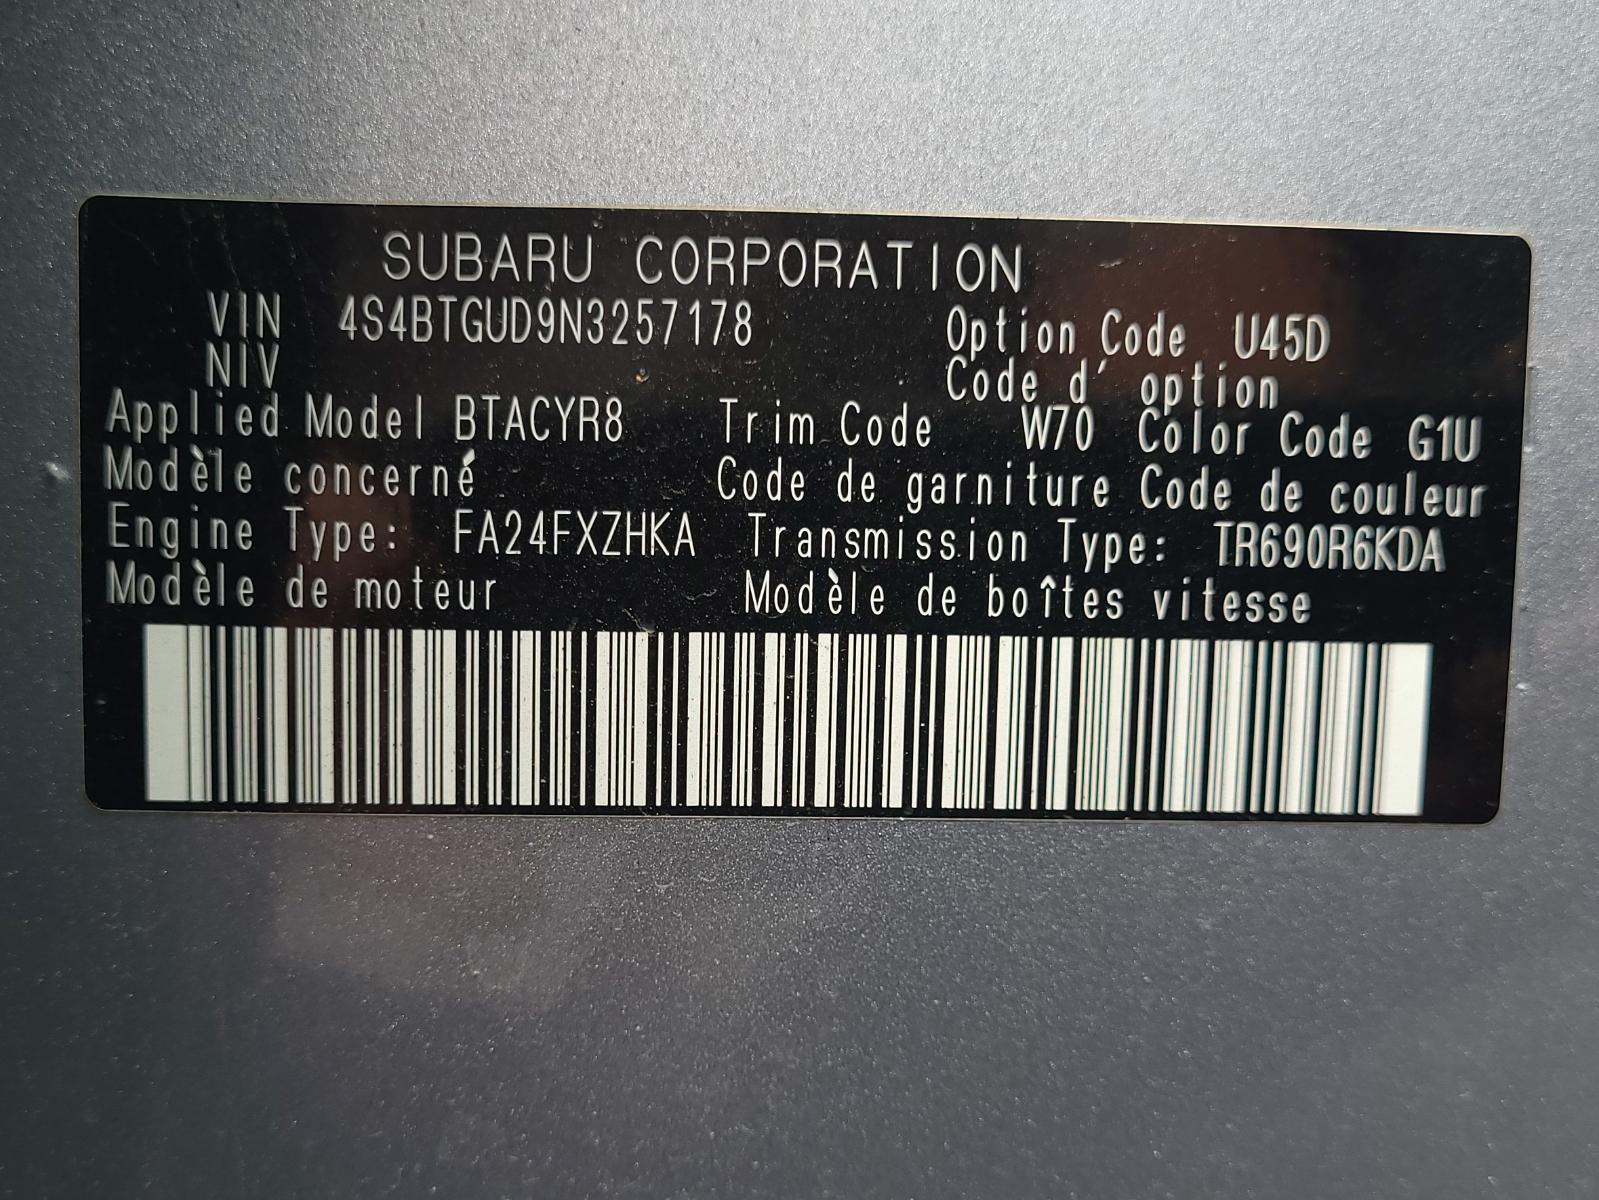 SUBARU CORPORATION
VIN 4S4BTGUD9N3257178 Option Code U45D
NIV Code d' option
Applied Model BTACYR8 Trim Code W70 Color Code G1U
Modèle concerné Code de garniture Code de couleur
Engine Type: FA24FXZHKA Transmission Type: TR690R6KDA
Modèle de moteur Modèle de boîtes vitesse